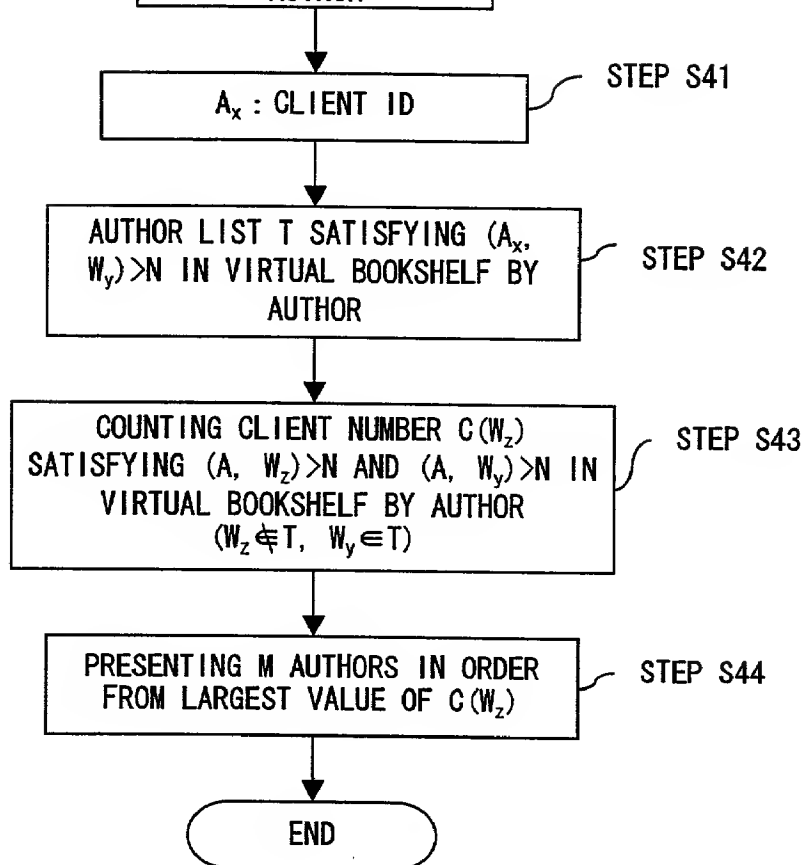 A_x : CLIENT ID
STEP S41
AUTHOR LIST T SATISFYING (A_x,
W_y)>N IN VIRTUAL BOOKSHELF BY
AUTHOR
STEP S42
COUNTING CLIENT NUMBER C(W_z)
SATISFYING (A, W_z)>N AND (A, W_y)>N IN
VIRTUAL BOOKSHELF BY AUTHOR
(W_z∉T, W_y∈T)
STEP S43
PRESENTING M AUTHORS IN ORDER
FROM LARGEST VALUE OF C(W_z)
STEP S44
END